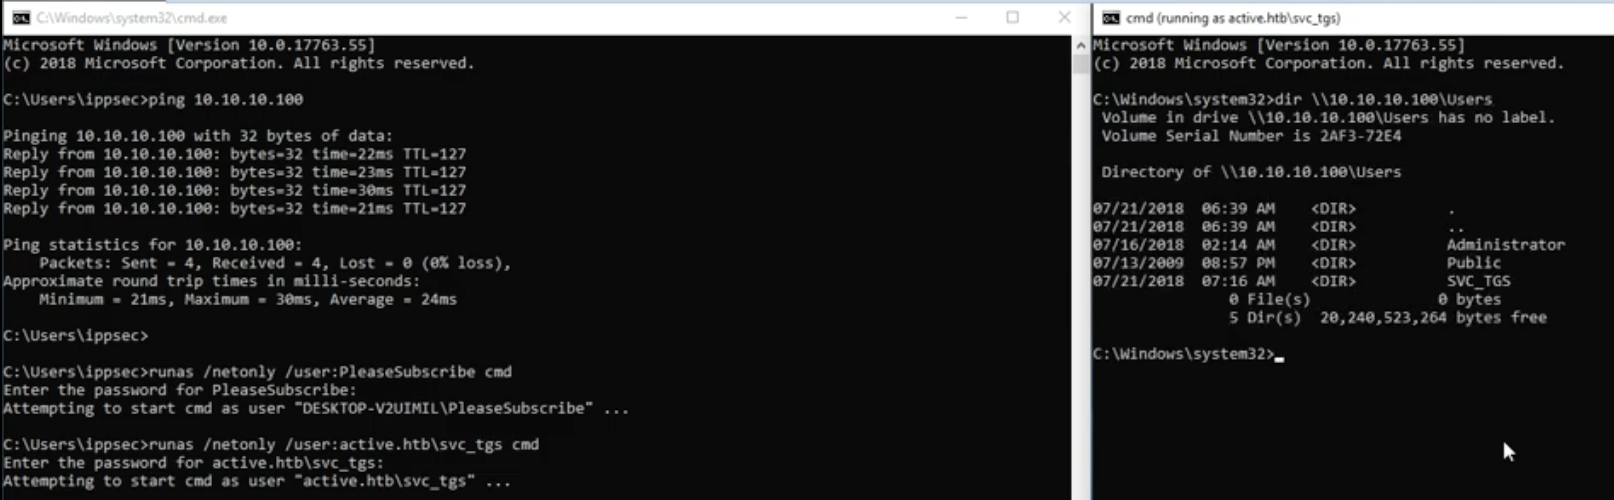 C:\Windows\system32\cmd.exe
Microsoft Windows [Version 10.0.17763.55]
(c) 2018 Microsoft Corporation. All rights reserved.
C:\Users\ippsec>ping 10.10.10.100
Pinging 10.10.10.100 with 32 bytes of data:
Reply from 10.10.10.100: bytes=32 time=22ms TTL=127
Reply from 10.10.10.100: bytes=32 time=23ms TTL=127
Reply from 10.10.10.100: bytes=32 time=30ms TTL=127
Reply from 10.10.10.100: bytes=32 time=21ms TTL=127
Ping statistics for 10.10.10.100:
    Packets: Sent = 4, Received = 4, Lost = 0 (0% loss),
Approximate round trip times in milli-seconds:
    Minimum = 21ms, Maximum = 30ms, Average = 24ms
C:\Users\ippsec>
C:\Users\ippsec>runas /netonly /user:PleaseSubscribe cmd
Enter the password for PleaseSubscribe:
Attempting to start cmd as user "DESKTOP-V2UIMIL\PleaseSubscribe" ...
C:\Users\ippsec>runas /netonly /user:active.htb\svc_tgs cmd
Enter the password for active.htb\svc_tgs:
Attempting to start cmd as user "active.htb\svc_tgs" ...
cmd (running as active.htb\svc_tgs)
Microsoft Windows [Version 10.0.17763.55]
(c) 2018 Microsoft Corporation. All rights reserved.
C:\Windows\system32>dir \\10.10.10.100\Users
 Volume in drive \\10.10.10.100\Users has no label.
 Volume Serial Number is 2AF3-72E4
 Directory of \\10.10.10.100\Users
07/21/2018  06:39 AM    <DIR>          .
07/21/2018  06:39 AM    <DIR>          ..
07/16/2018  02:14 AM    <DIR>          Administrator
07/13/2009  08:57 PM    <DIR>          Public
07/21/2018  07:16 AM    <DIR>          SVC_TGS
               0 File(s)              0 bytes
               5 Dir(s)  20,240,523,264 bytes free
C:\Windows\system32>